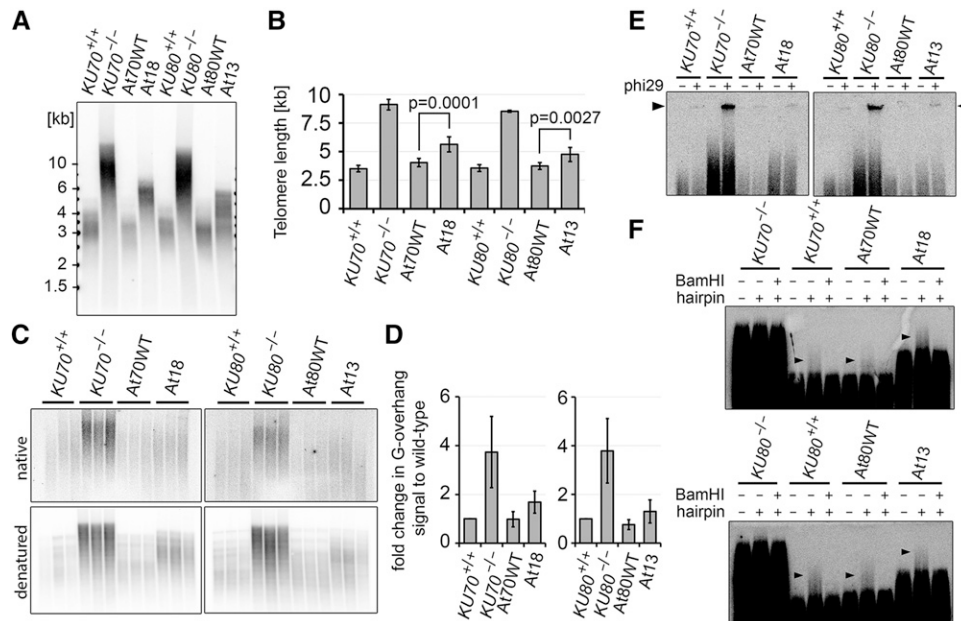 A
KU70+/+
KU70−/−
At70WT
At18
KU80+/+
KU80−/−
At80WT
At13
[kb]
10
6
4
3
2
1.5
B
Telomere length [kb]
10
7.5
5
2.5
0
p=0.0001
p=0.0027
KU70+/+
KU70−/−
At70WT
At18
KU80+/+
KU80−/−
At80WT
At13
C
KU70+/+
KU70−/−
At70WT
At18
KU80+/+
KU80−/−
At80WT
At13
native
denatured
D
fold change in G-overhang
signal to wild-type
6
4
2
0
KU70+/+
KU70−/−
At70WT
At18
6
4
2
0
KU80+/+
KU80−/−
At80WT
At13
E
KU70+/+
KU70−/−
At70WT
At18
KU80+/+
KU80−/−
At80WT
At13
phi29 − + − + − + − + − + − + − + − +
F
KU70−/−
KU70+/+
At70WT
At18
BamHI − − + − − + − − + − − +
hairpin − + + − + + − + + − + +
KU80−/−
KU80+/+
At80WT
At13
BamHI − − + − − + − − + − − +
hairpin − + + − + + − + + − + +